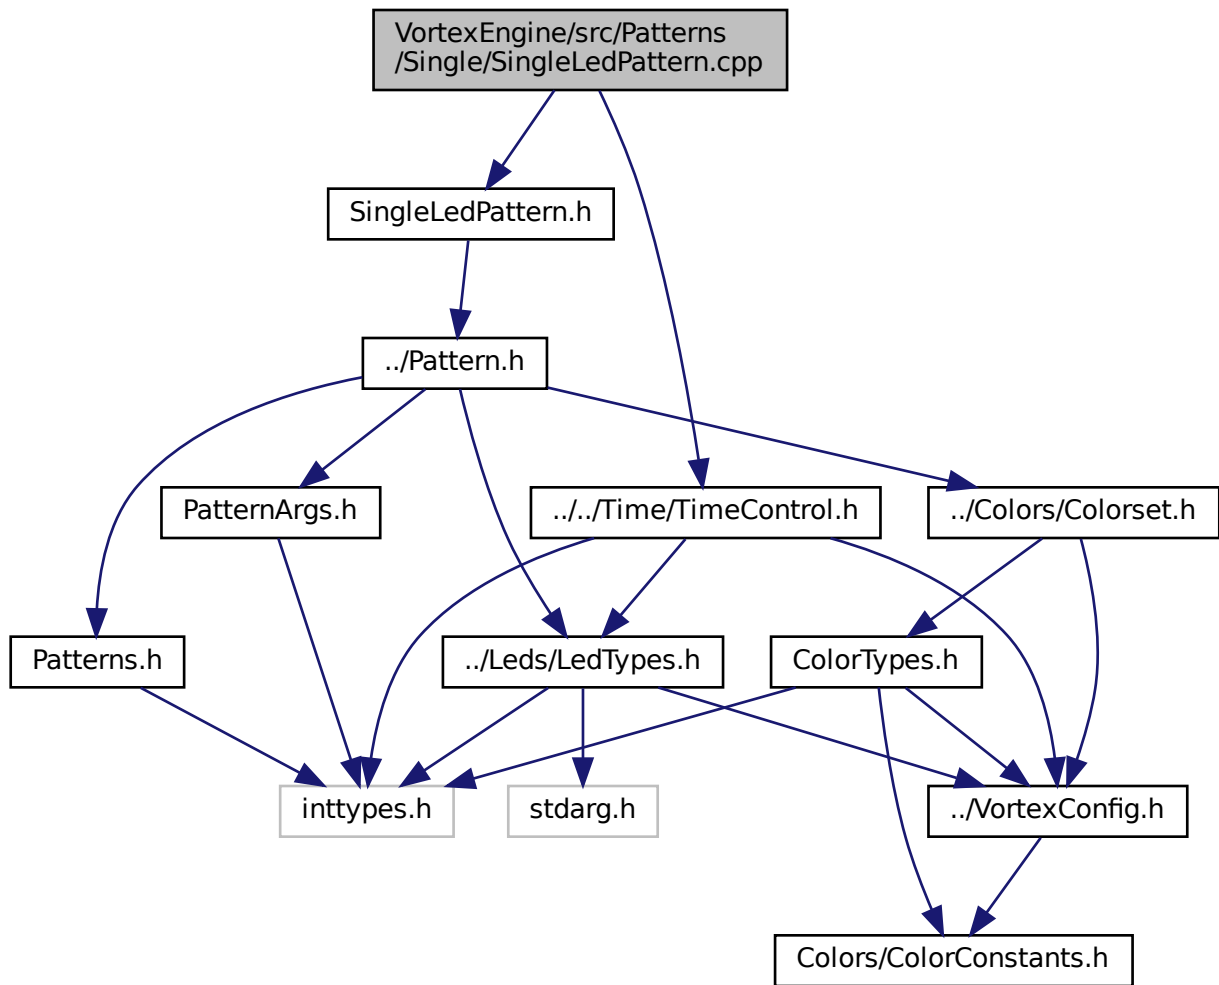 VortexEngine/src/Patterns
/Single/SingleLedPattern.cpp
SingleLedPattern.h
../Pattern.h
PatternArgs.h
../../Time/TimeControl.h
../Colors/Colorset.h
Patterns.h
../Leds/LedTypes.h
ColorTypes.h
inttypes.h
stdarg.h
../VortexConfig.h
Colors/ColorConstants.h